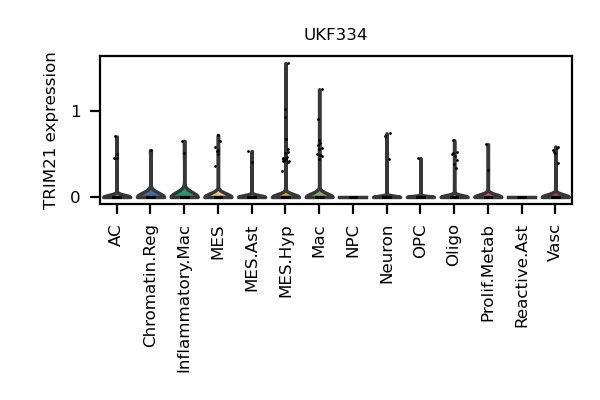 UKF334
TRIM21 expression
1
0
AC
Chromatin.Reg
Inflammatory.Mac
MES
MES.Ast
MES.Hyp
Mac
NPC
Neuron
OPC
Oligo
Prolif.Metab
Reactive.Ast
Vasc